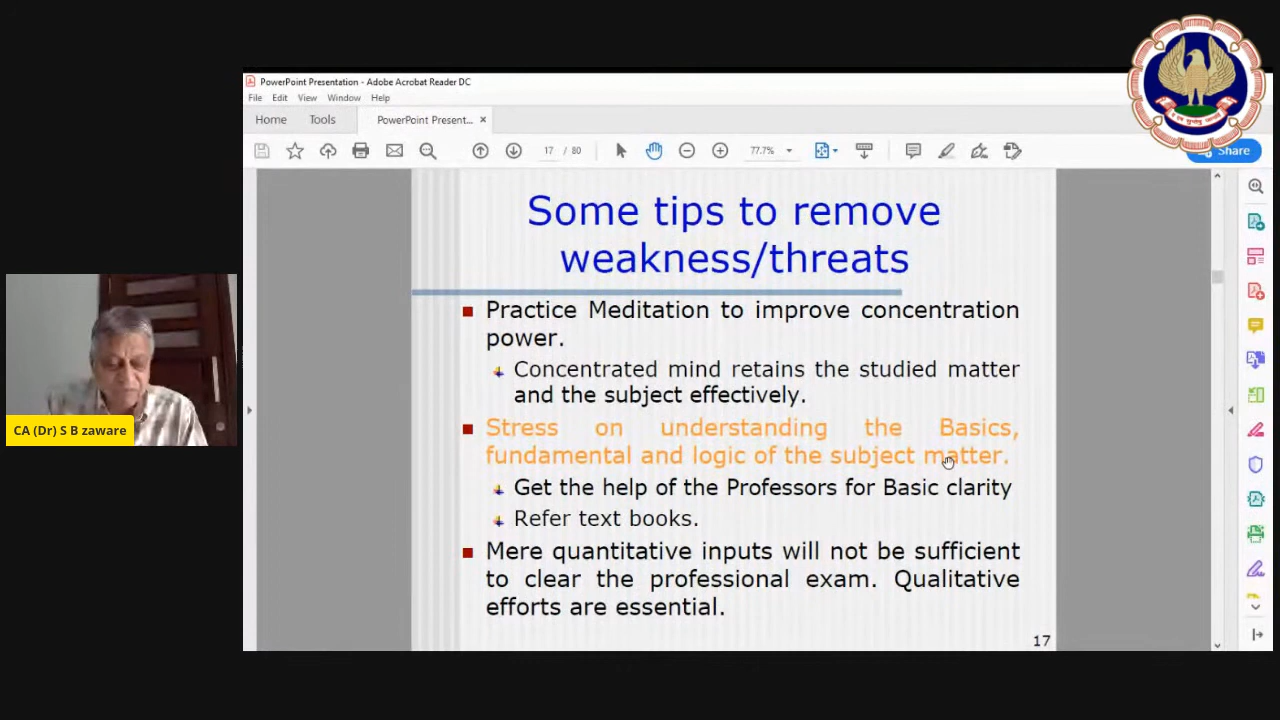 PowerPoint Presentation - Adobe Acrobat Reader DC
File Edit View Window Help
Home Tools PowerPoint Present... ×
17 / 80 77.7% Share
Some tips to remove
weakness/threats
Practice Meditation to improve concentration
power.
Concentrated mind retains the studied matter
and the subject effectively.
Stress on understanding the Basics,
fundamental and logic of the subject matter.
Get the help of the Professors for Basic clarity
Refer text books.
Mere quantitative inputs will not be sufficient
to clear the professional exam. Qualitative
efforts are essential.
17
CA (Dr) S B zaware